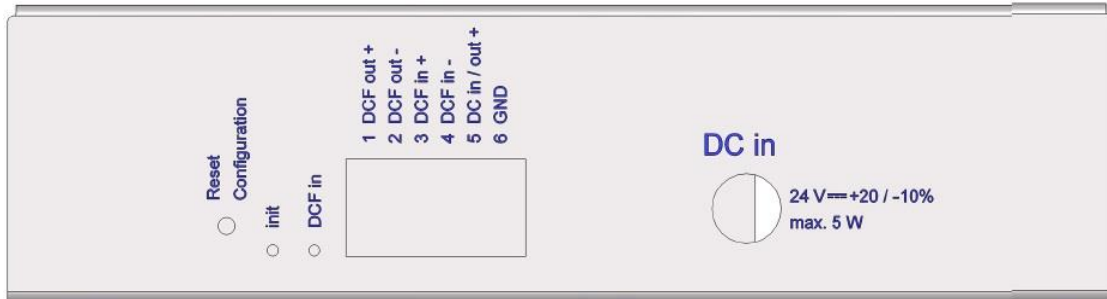 Reset
Configuration
init
DCF in
1 DCF out +
2 DCF out -
3 DCF in +
4 DCF in -
5 DC in / out +
6 GND
DC in
24 V⎓+20 / -10%
max. 5 W